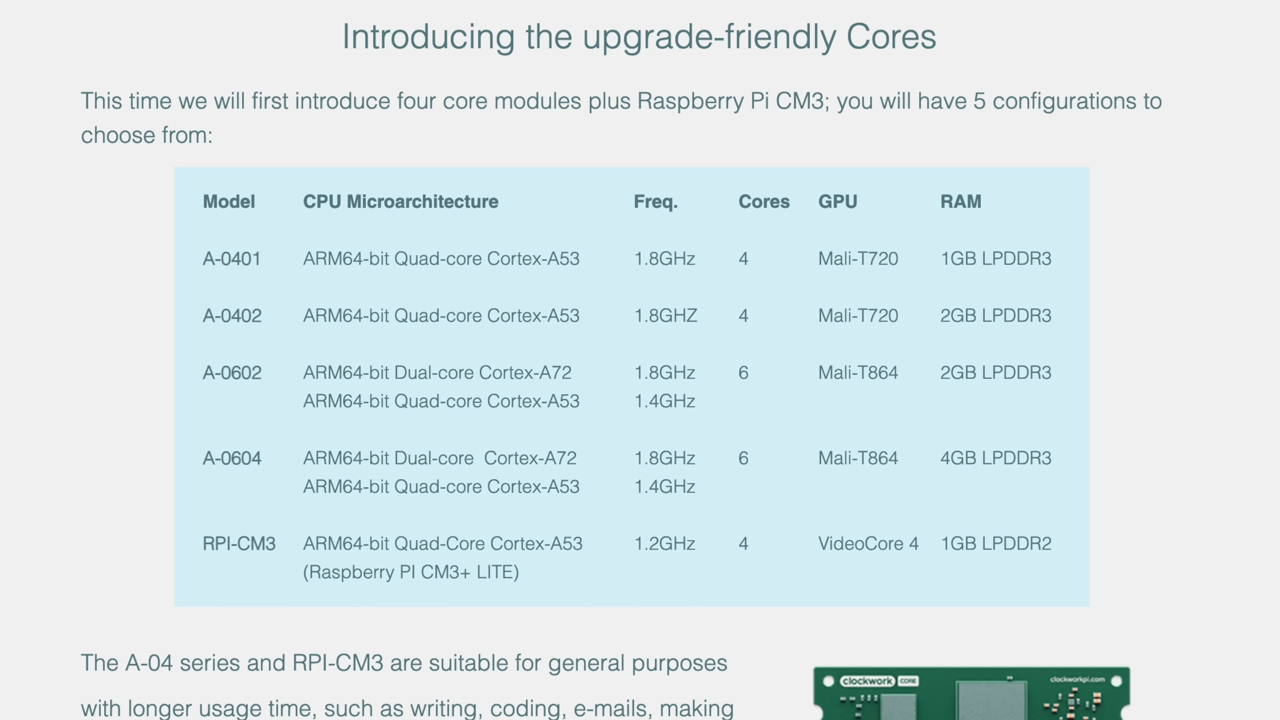 Introducing the upgrade-friendly Cores
This time we will first introduce four core modules plus Raspberry Pi CM3; you will have 5 configurations to
choose from:
Model CPU Microarchitecture Freq. Cores GPU RAM
A-0401 ARM64-bit Quad-core Cortex-A53 1.8GHz 4 Mali-T720 1GB LPDDR3
A-0402 ARM64-bit Quad-core Cortex-A53 1.8GHZ 4 Mali-T720 2GB LPDDR3
A-0602 ARM64-bit Dual-core Cortex-A72 1.8GHz 6 Mali-T864 2GB LPDDR3
ARM64-bit Quad-core Cortex-A53 1.4GHz
A-0604 ARM64-bit Dual-core Cortex-A72 1.8GHz 6 Mali-T864 4GB LPDDR3
ARM64-bit Quad-core Cortex-A53 1.4GHz
RPI-CM3 ARM64-bit Quad-Core Cortex-A53 1.2GHz 4 VideoCore 4 1GB LPDDR2
(Raspberry PI CM3+ LITE)
The A-04 series and RPI-CM3 are suitable for general purposes
with longer usage time, such as writing, coding, e-mails, making
clockwork CORE clockworkpi.com